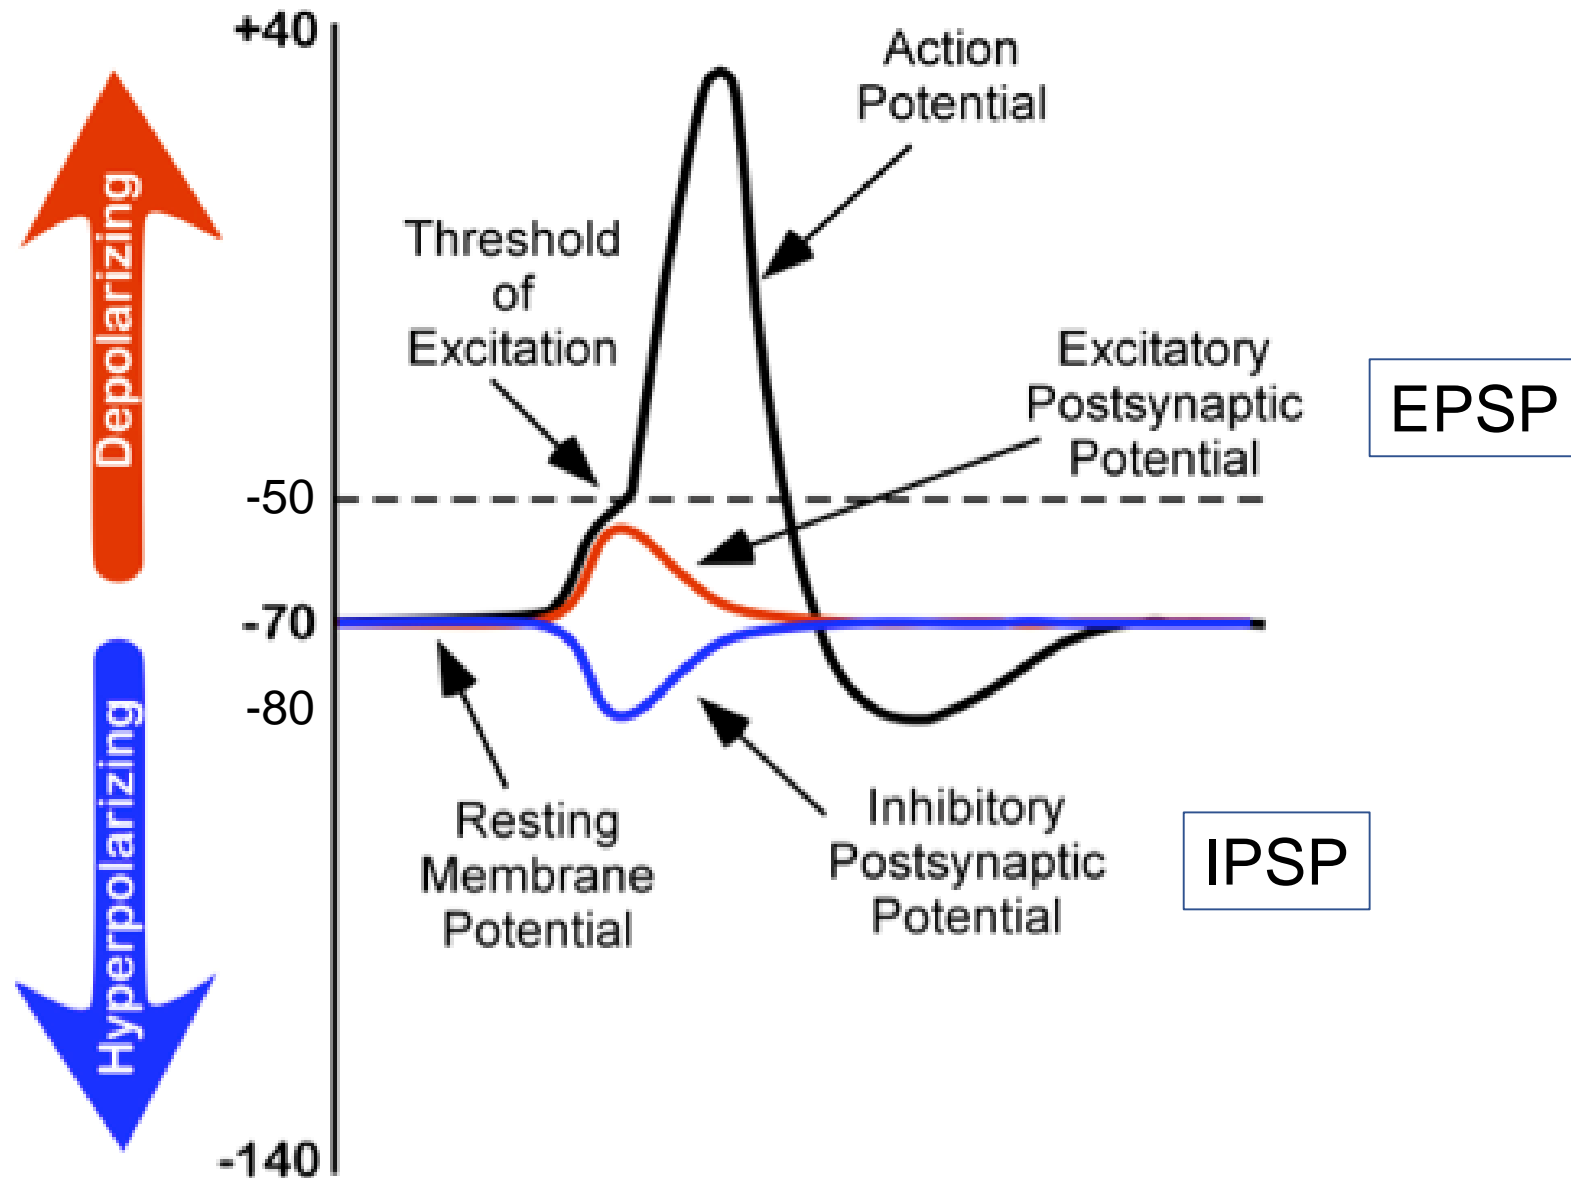 +40
Action
Potential
Depolarizing
Threshold
of
Excitation
Excitatory
Postsynaptic
Potential
EPSP
-50
-70
-80
Hyperpolarizing
Resting
Membrane
Potential
Inhibitory
Postsynaptic
Potential
IPSP
-140